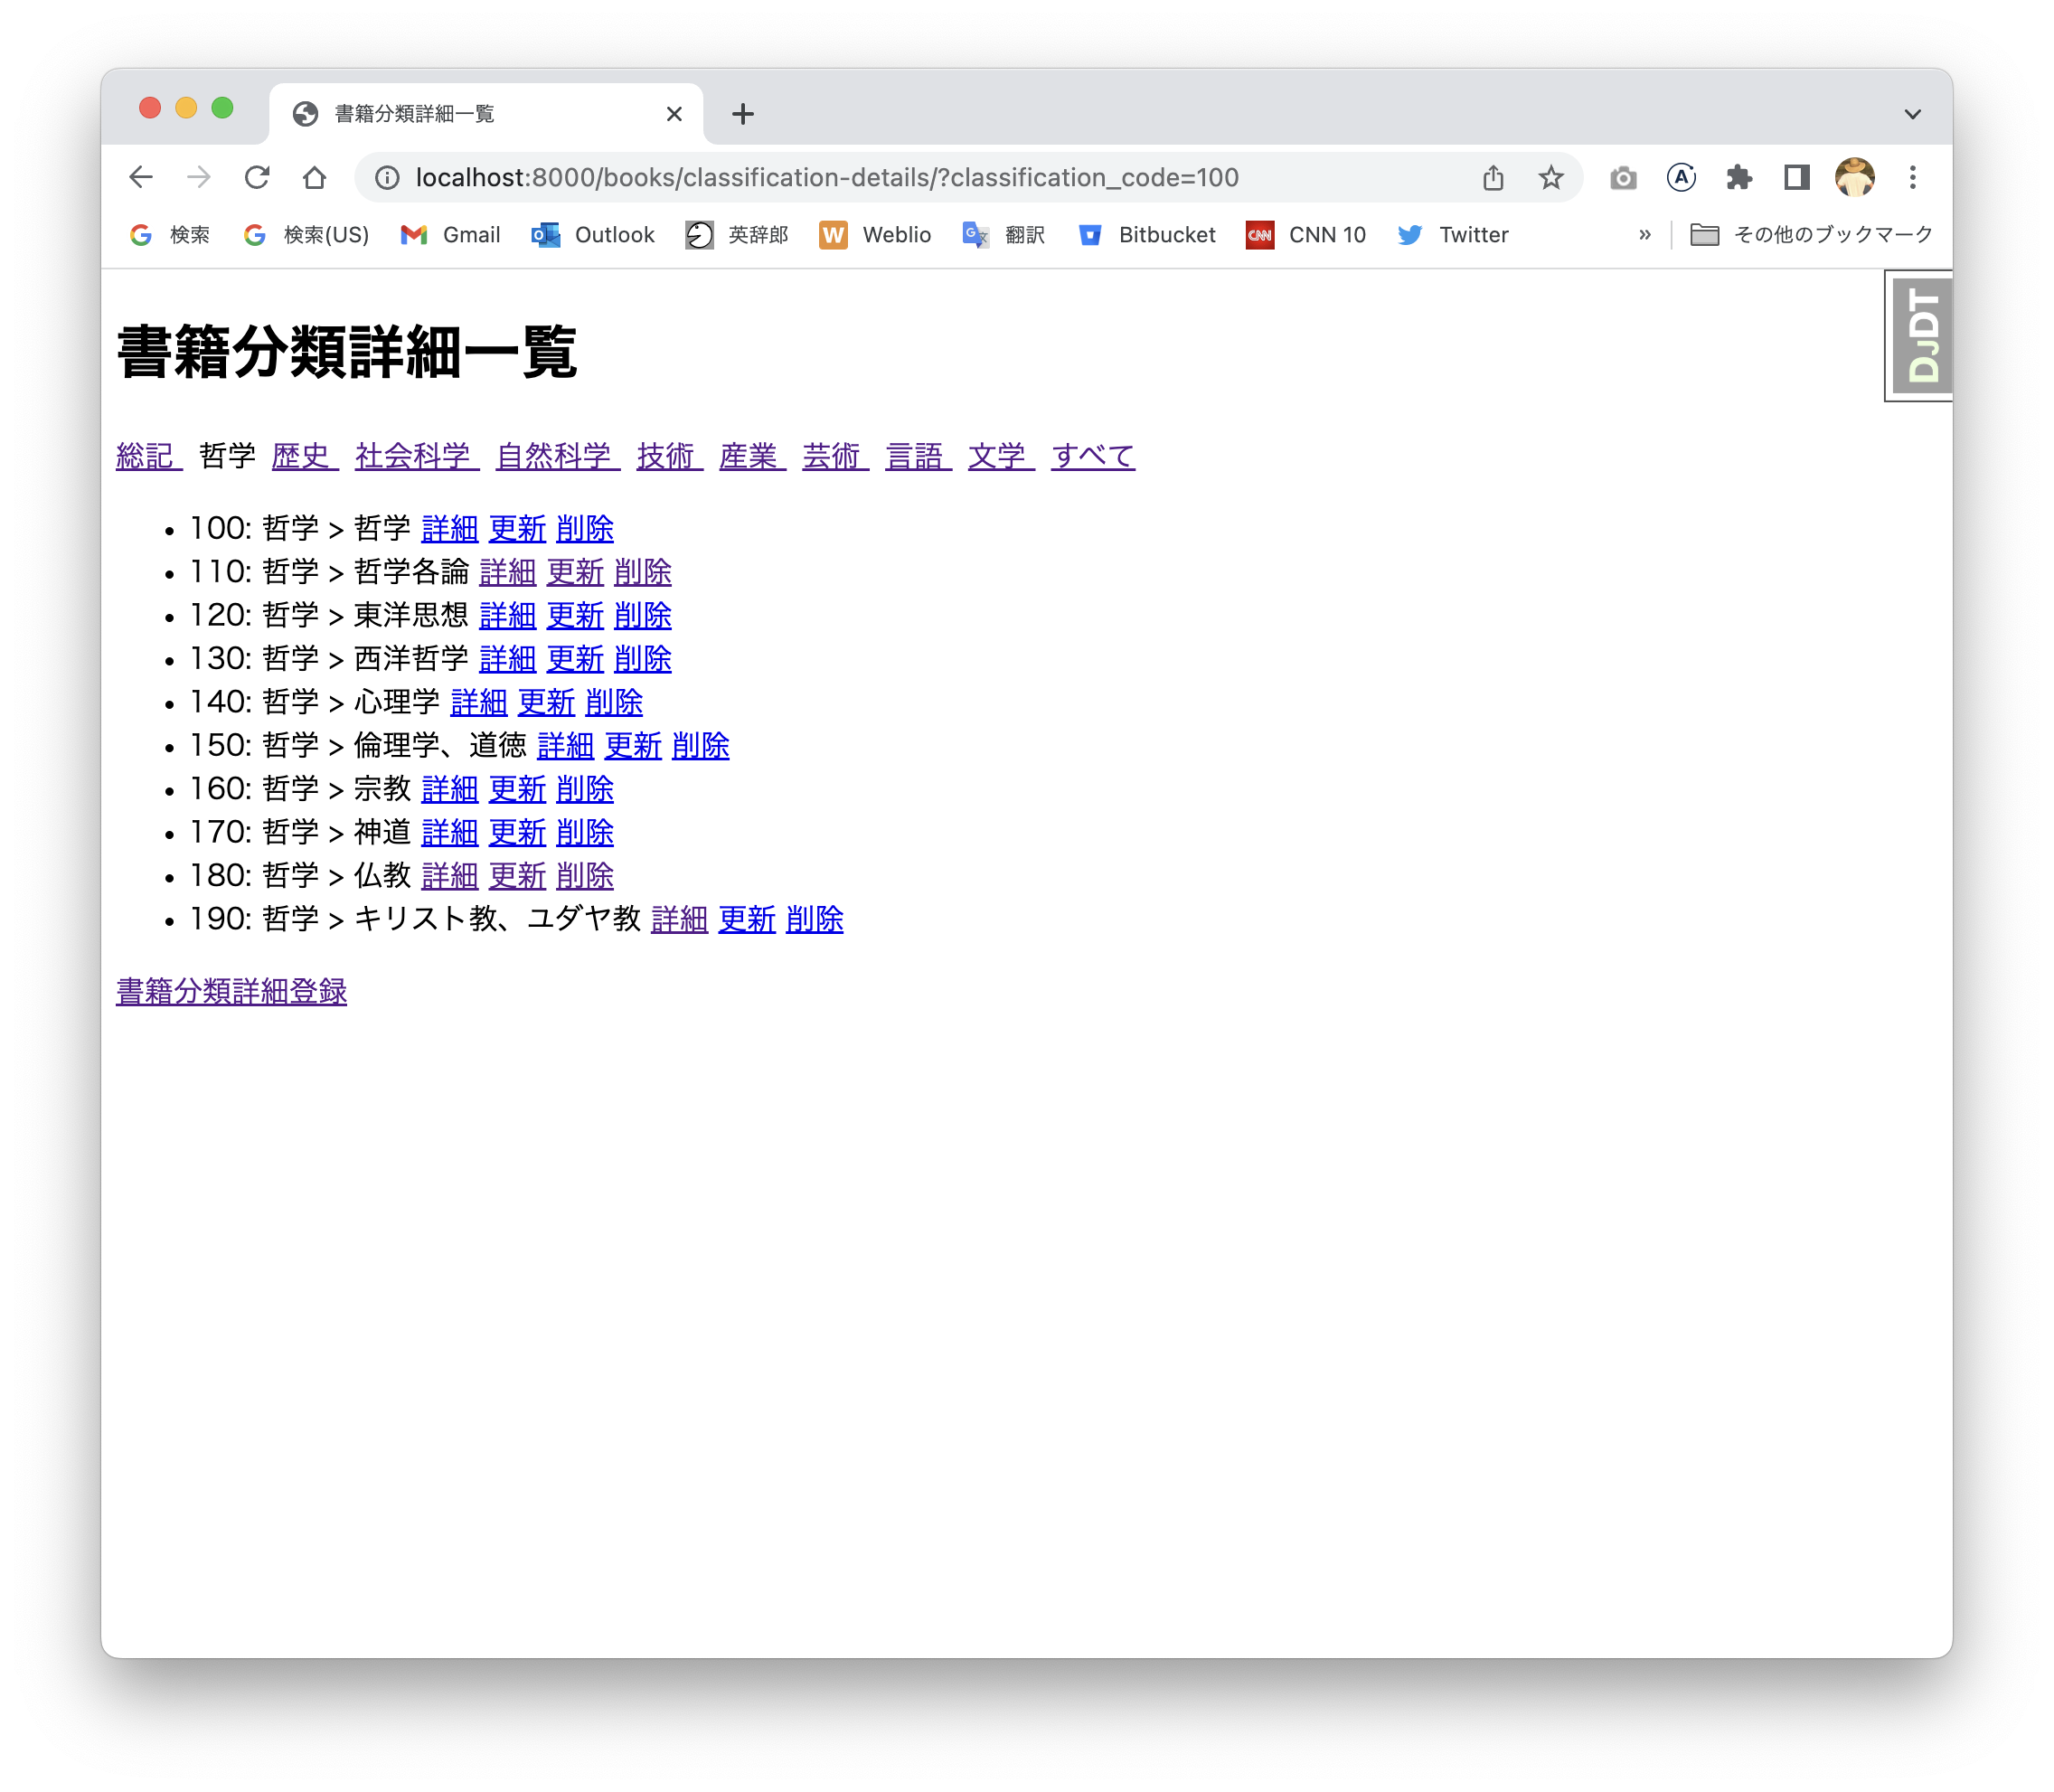 書籍分類詳細一覧
localhost:8000/books/classification-details/?classification_code=100
検索 検索(US) Gmail Outlook 英辞郎 Weblio 翻訳 Bitbucket CNN 10 Twitter » その他のブックマーク
DJDT
書籍分類詳細一覧
総記 哲学 歴史 社会科学 自然科学 技術 産業 芸術 言語 文学 すべて
• 100: 哲学 > 哲学 詳細 更新 削除
• 110: 哲学 > 哲学各論 詳細 更新 削除
• 120: 哲学 > 東洋思想 詳細 更新 削除
• 130: 哲学 > 西洋哲学 詳細 更新 削除
• 140: 哲学 > 心理学 詳細 更新 削除
• 150: 哲学 > 倫理学、道徳 詳細 更新 削除
• 160: 哲学 > 宗教 詳細 更新 削除
• 170: 哲学 > 神道 詳細 更新 削除
• 180: 哲学 > 仏教 詳細 更新 削除
• 190: 哲学 > キリスト教、ユダヤ教 詳細 更新 削除
書籍分類詳細登録